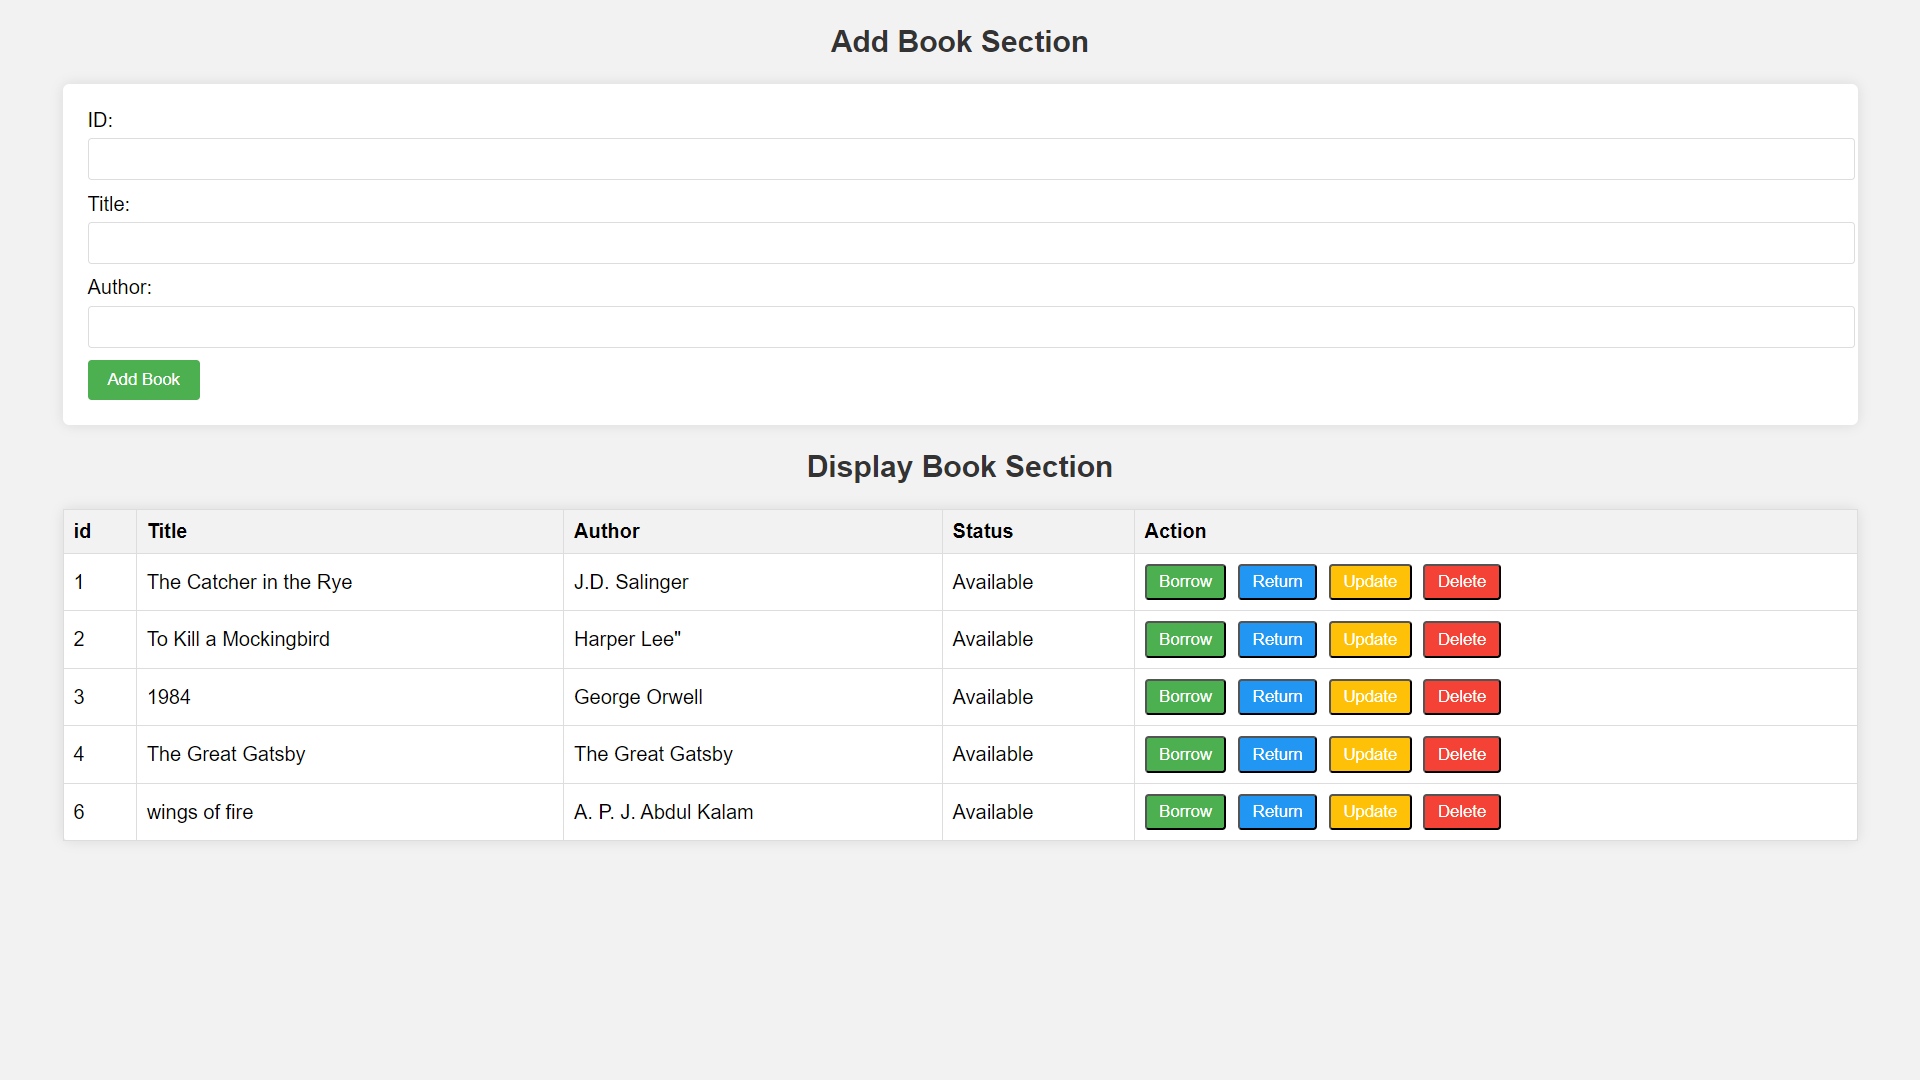 Add Book Section
ID:
Title:
Author:
Add Book
Display Book Section
id Title Author Status Action
1 The Catcher in the Rye J.D. Salinger Available Borrow Return Update Delete
2 To Kill a Mockingbird Harper Lee" Available Borrow Return Update Delete
3 1984 George Orwell Available Borrow Return Update Delete
4 The Great Gatsby The Great Gatsby Available Borrow Return Update Delete
6 wings of fire A. P. J. Abdul Kalam Available Borrow Return Update Delete